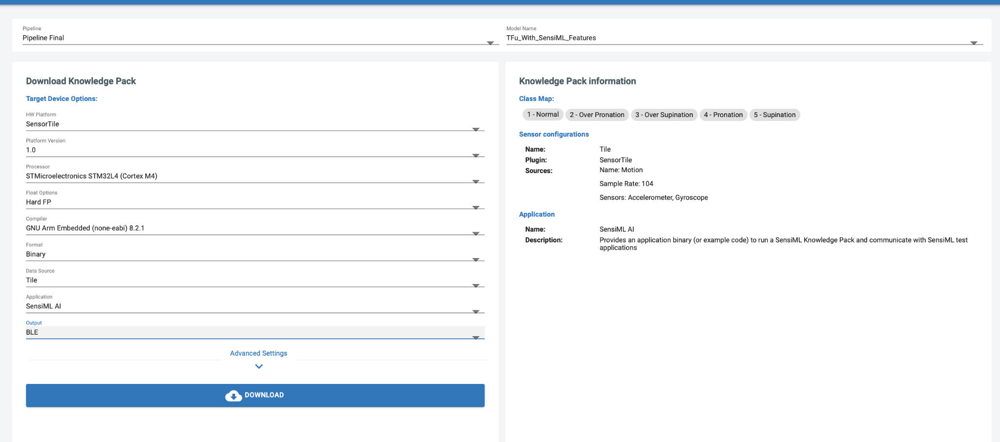 Pipeline
Pipeline Final
Model Name
TFu_With_SensiML_Features
Download Knowledge Pack
Target Device Options:
HW Platform
SensorTile
Platform Version
1.0
Processor
STMicroelectronics STM32L4 (Cortex M4)
Float Options
Hard FP
Compiler
GNU Arm Embedded (none-eabi) 8.2.1
Format
Binary
Data Source
Tile
Application
SensiML AI
Output
BLE
Advanced Settings
DOWNLOAD
Knowledge Pack information
Class Map:
1 - Normal 2 - Over Pronation 3 - Over Supination 4 - Pronation 5 - Supination
Sensor configurations
Name: Tile
Plugin: SensorTile
Sources: Name: Motion
Sample Rate: 104
Sensors: Accelerometer, Gyroscope
Application
Name: SensiML AI
Description: Provides an application binary (or example code) to run a SensiML Knowledge Pack and communicate with SensiML test
applications